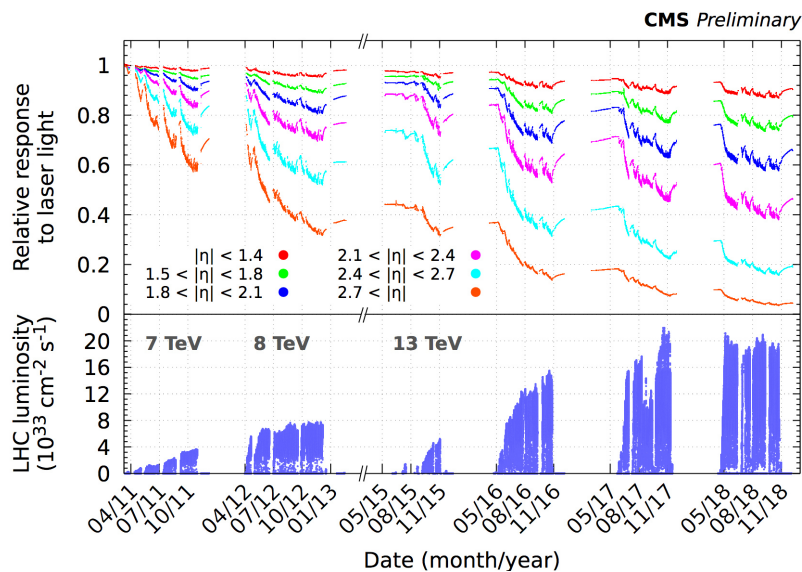 CMS Preliminary
Relative response
to laser light
1
0.8
0.6
0.4
0.2
0
|η| < 1.4
1.5 < |η| < 1.8
1.8 < |η| < 2.1
2.1 < |η| < 2.4
2.4 < |η| < 2.7
2.7 < |η|
LHC luminosity
(10³³ cm⁻² s⁻¹)
20
16
12
8
4
0
7 TeV 8 TeV 13 TeV
04/11 07/11 10/11 04/12 07/12 10/12 01/13 05/15 08/15 11/15 05/16 08/16 11/16 05/17 08/17 11/17 05/18 08/18 11/18
Date (month/year)